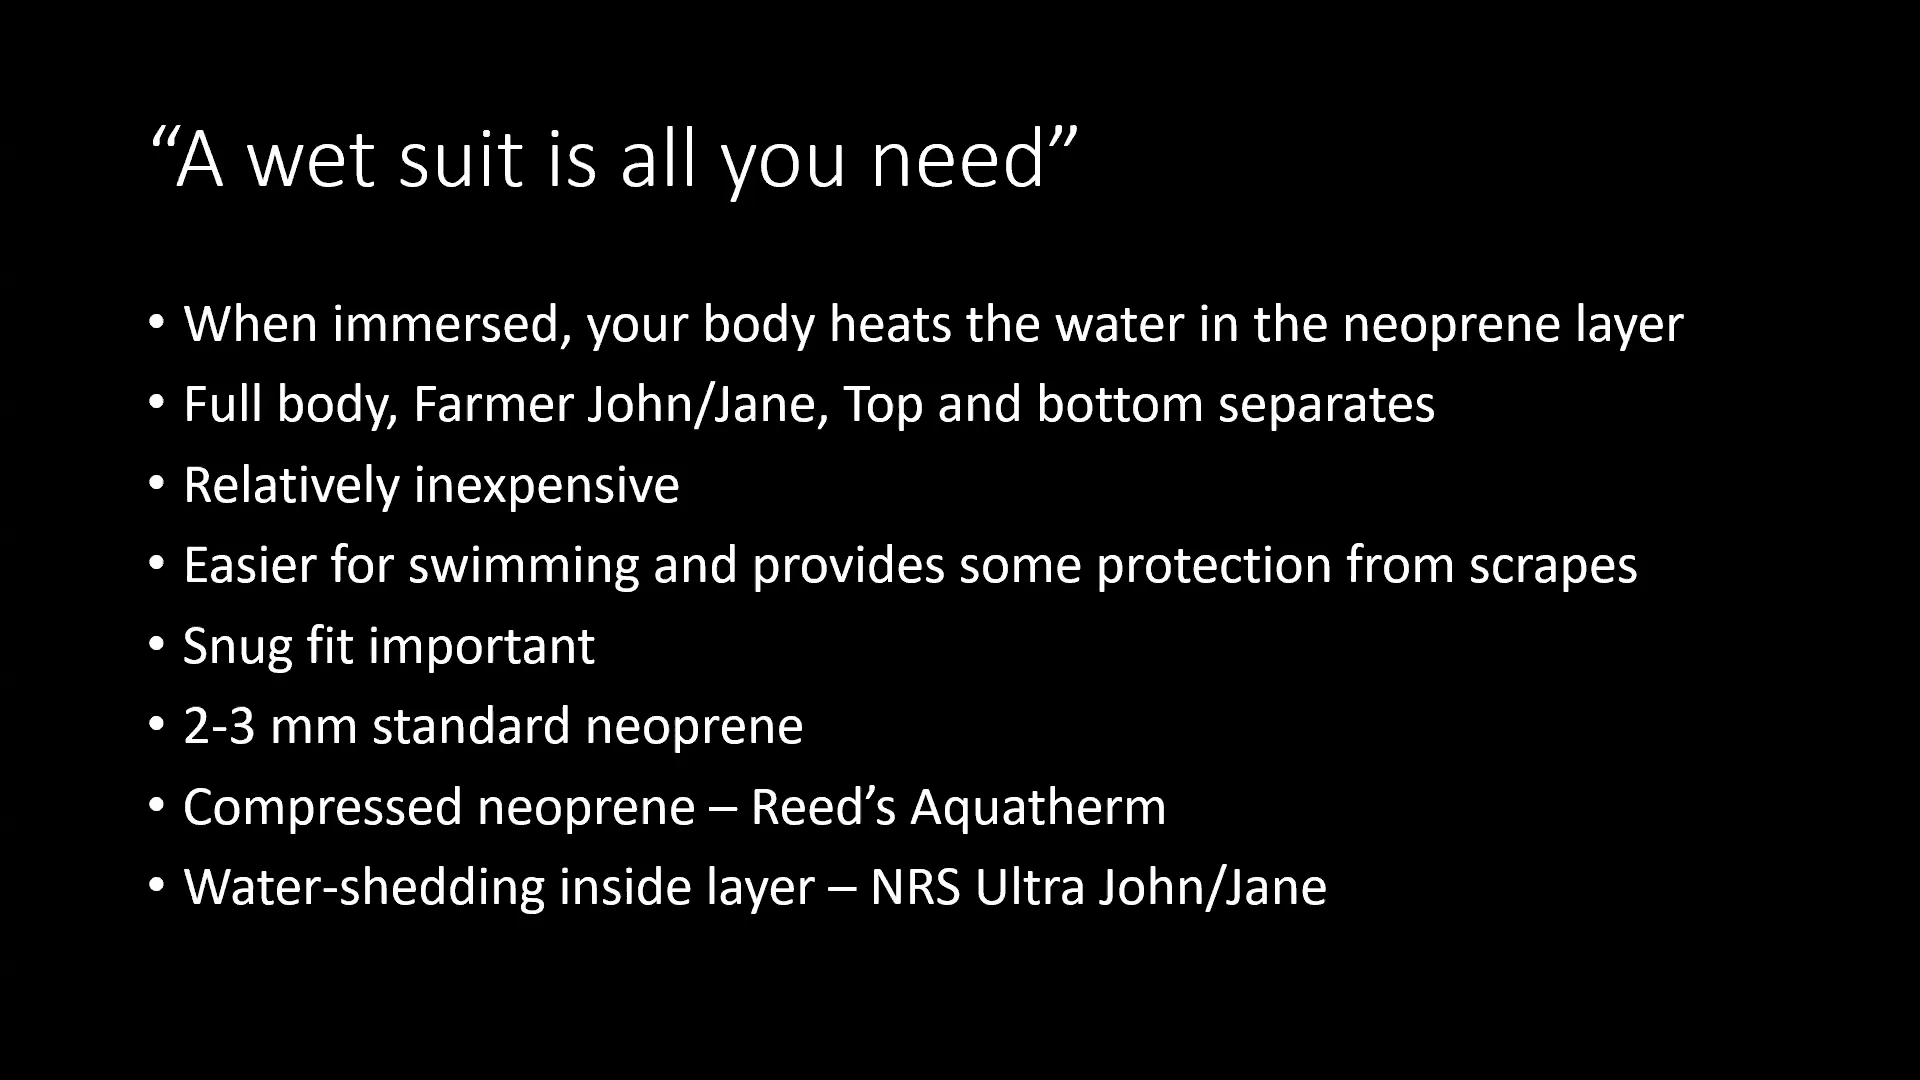 “A wet suit is all you need”
• When immersed, your body heats the water in the neoprene layer
• Full body, Farmer John/Jane, Top and bottom separates
• Relatively inexpensive
• Easier for swimming and provides some protection from scrapes
• Snug fit important
• 2-3 mm standard neoprene
• Compressed neoprene – Reed’s Aquatherm
• Water-shedding inside layer – NRS Ultra John/Jane